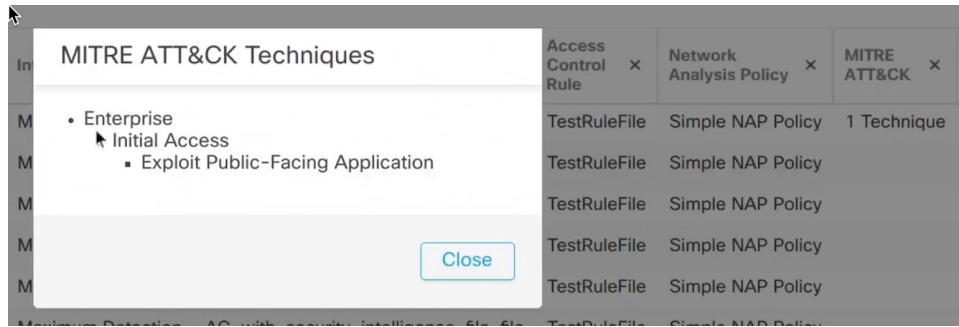 MITRE ATT&CK Techniques
• Enterprise
Initial Access
▪ Exploit Public-Facing Application
Close
Access Control Rule ×
Network Analysis Policy ×
MITRE ATT&CK ×
TestRuleFile Simple NAP Policy 1 Technique
TestRuleFile Simple NAP Policy
TestRuleFile Simple NAP Policy
TestRuleFile Simple NAP Policy
TestRuleFile Simple NAP Policy